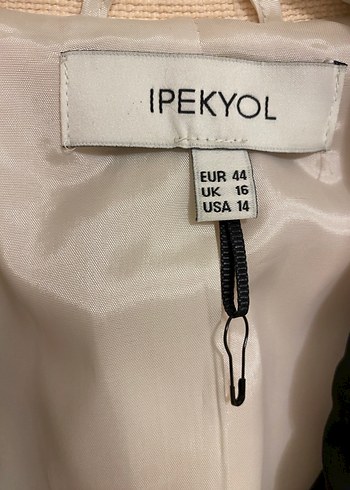 IPEKYOL
EUR 44
UK 16
USA 14